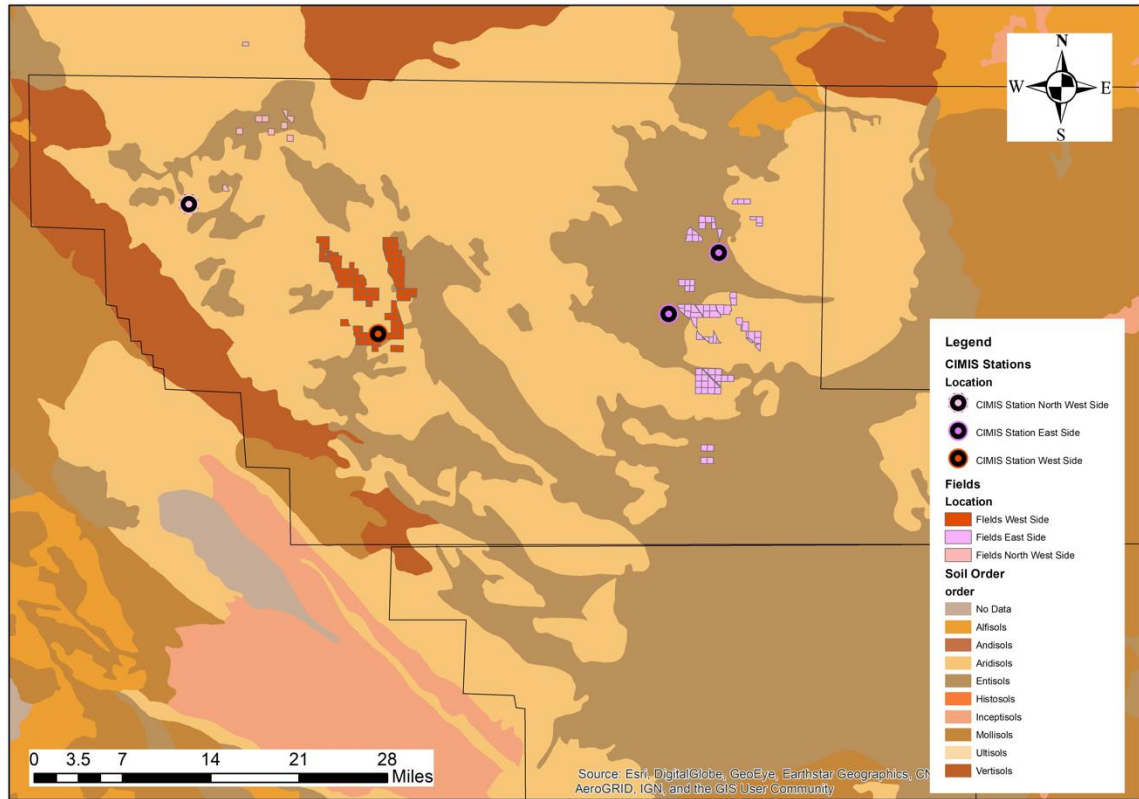 N
W E
S
Legend
CIMIS Stations
Location
CIMIS Station North West Side
CIMIS Station East Side
CIMIS Station West Side
Fields
Location
FIelds West Side
Fields East Side
Fields North West Side
Soil Order
order
No Data
Alfisols
Andisols
Aridisols
Entisols
Histosols
Inceptisols
Mollisols
Ultisols
Vertisols
0 3.5 7 14 21 28
Miles
Source: Esri, DigitalGlobe, GeoEye, Earthstar Geographics,
AeroGRID, IGN, and the GIS User Community